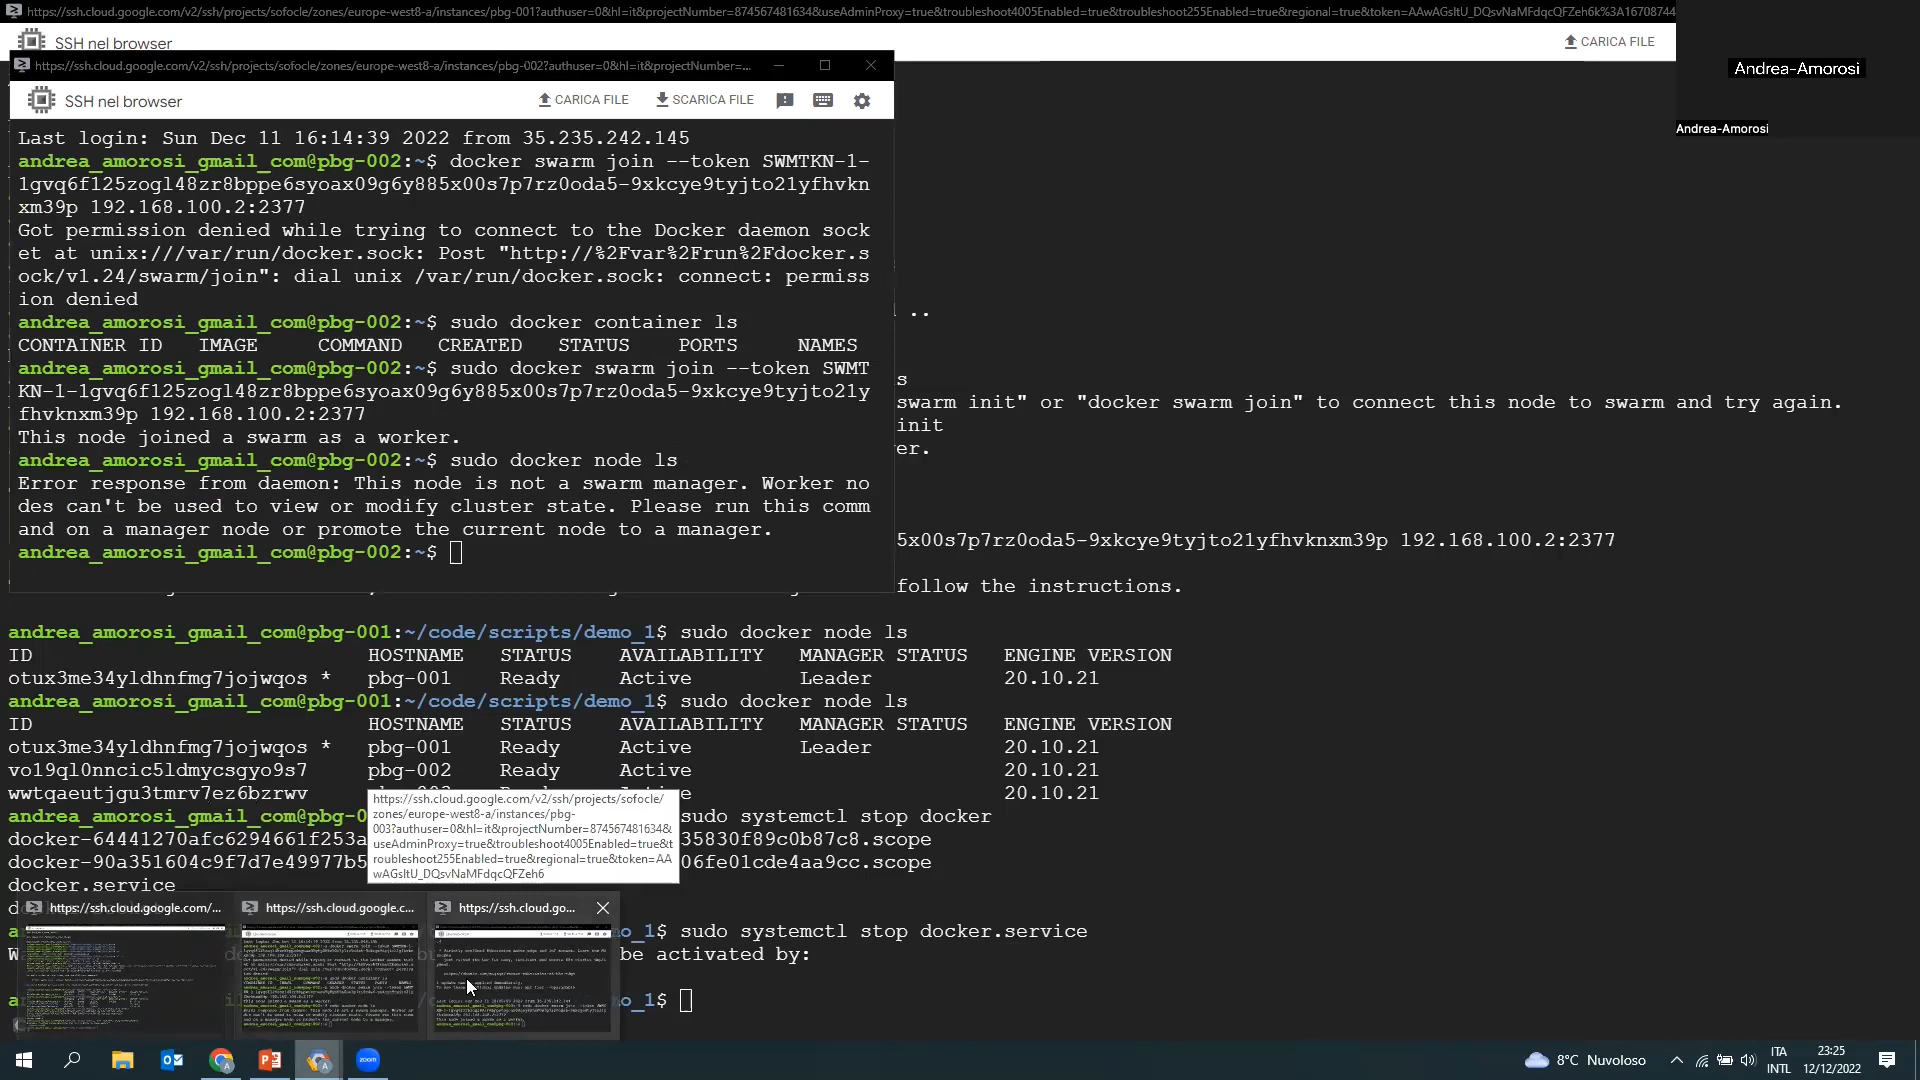 https://ssh.cloud.google.com/v2/ssh/projects/sofocle/zones/europe-west8-a/instances/pbg-001?authuser=0&hl=it&projectNumber=874567481634&useAdminProxy=true&troubleshoot4005Enabled=true&troubleshoot255Enabled=true&regional=true&token=AAwAGsltU_DQsvNaMFdqcQFZeh6k%3A16708744
SSH nel browser
CARICA FILE
Andrea-Amorosi
Andrea-Amorosi
https://ssh.cloud.google.com/v2/ssh/projects/sofocle/zones/europe-west8-a/instances/pbg-002?authuser=0&hl=it&projectNumber=...
SSH nel browser
CARICA FILE
SCARICA FILE
Last login: Sun Dec 11 16:14:39 2022 from 35.235.242.145
andrea_amorosi_gmail_com@pbg-002:~$ docker swarm join --token SWMTKN-1-
1gvq6f125zogl48zr8bppe6syoax09g6y885x00s7p7rz0oda5-9xkcye9tyjto21yfhvkn
xm39p 192.168.100.2:2377
Got permission denied while trying to connect to the Docker daemon sock
et at unix:///var/run/docker.sock: Post "http://%2Fvar%2Frun%2Fdocker.s
ock/v1.24/swarm/join": dial unix /var/run/docker.sock: connect: permiss
ion denied
andrea_amorosi_gmail_com@pbg-002:~$ sudo docker container ls
CONTAINER ID   IMAGE     COMMAND   CREATED   STATUS    PORTS     NAMES
andrea_amorosi_gmail_com@pbg-002:~$ sudo docker swarm join --token SWMT
KN-1-1gvq6f125zogl48zr8bppe6syoax09g6y885x00s7p7rz0oda5-9xkcye9tyjto21y
fhvknxm39p 192.168.100.2:2377
This node joined a swarm as a worker.
andrea_amorosi_gmail_com@pbg-002:~$ sudo docker node ls
Error response from daemon: This node is not a swarm manager. Worker no
des can't be used to view or modify cluster state. Please run this comm
and on a manager node or promote the current node to a manager.
andrea_amorosi_gmail_com@pbg-002:~$
..
s
swarm init" or "docker swarm join" to connect this node to swarm and try again.
init
er.
5x00s7p7rz0oda5-9xkcye9tyjto21yfhvknxm39p 192.168.100.2:2377
follow the instructions.
andrea_amorosi_gmail_com@pbg-001:~/code/scripts/demo_1$ sudo docker node ls
ID                            HOSTNAME   STATUS    AVAILABILITY   MANAGER STATUS   ENGINE VERSION
otux3me34yldhnfmg7jojwqos *   pbg-001    Ready     Active         Leader           20.10.21
andrea_amorosi_gmail_com@pbg-001:~/code/scripts/demo_1$ sudo docker node ls
ID                            HOSTNAME   STATUS    AVAILABILITY   MANAGER STATUS   ENGINE VERSION
otux3me34yldhnfmg7jojwqos *   pbg-001    Ready     Active         Leader           20.10.21
vo19ql0nncic5ldmycsgyo9s7     pbg-002    Ready     Active                          20.10.21
wwtqaeutjgu3tmrv7ez6bzrwv 20.10.21
andrea_amorosi_gmail_com@pbg-0 sudo systemctl stop docker
docker-64441270afc6294661f253a 35830f89c0b87c8.scope
docker-90a351604c9f7d7e49977b5 06fe01cde4aa9cc.scope
docker.service
https://ssh.cloud.google.com/v2/ssh/projects/sofocle/
zones/europe-west8-a/instances/pbg-
003?authuser=0&hl=it&projectNumber=874567481634&
useAdminProxy=true&troubleshoot4005Enabled=true&t
roubleshoot255Enabled=true&regional=true&token=AA
wAGsltU_DQsvNaMFdqcQFZeh6
https://ssh.cloud.google.com/...
https://ssh.cloud.google.c...
https://ssh.cloud.go...
o_1$ sudo systemctl stop docker.service
be activated by:
o_1$
zoom
8°C Nuvoloso
ITA
INTL
23:25
12/12/2022